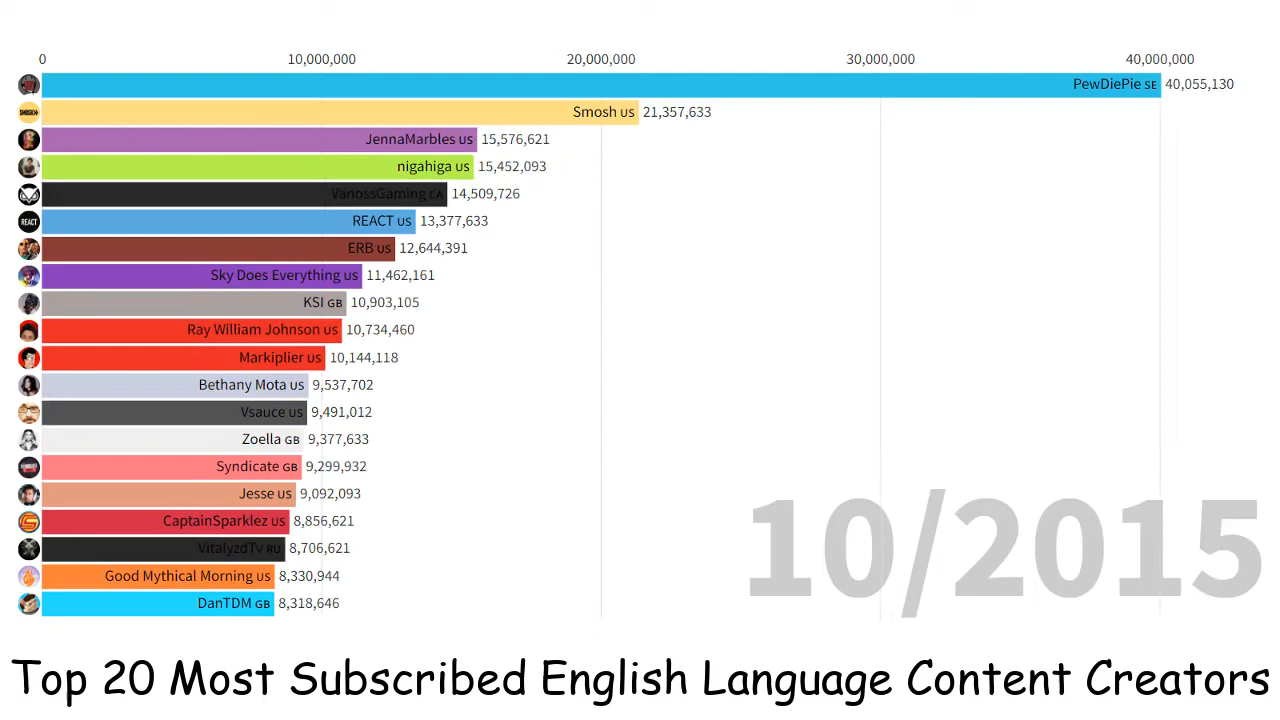 0 10,000,000 20,000,000 30,000,000 40,000,000
PewDiePie SE 40,055,130
SMOSH Smosh US 21,357,633
JennaMarbles US 15,576,621
nigahiga US 15,452,093
VanossGaming CA 14,509,726
REACT REACT US 13,377,633
ERB US 12,644,391
Sky Does Everything US 11,462,161
KSI GB 10,903,105
Ray William Johnson US 10,734,460
Markiplier US 10,144,118
Bethany Mota US 9,537,702
Vsauce US 9,491,012
Zoella GB 9,377,633
Syndicate GB 9,299,932
Jesse US 9,092,093
CaptainSparklez US 8,856,621
VitalyzdTv RU 8,706,621
Good Mythical Morning US 8,330,944
DanTDM GB 8,318,646
10/2015
Top 20 Most Subscribed English Language Content Creators